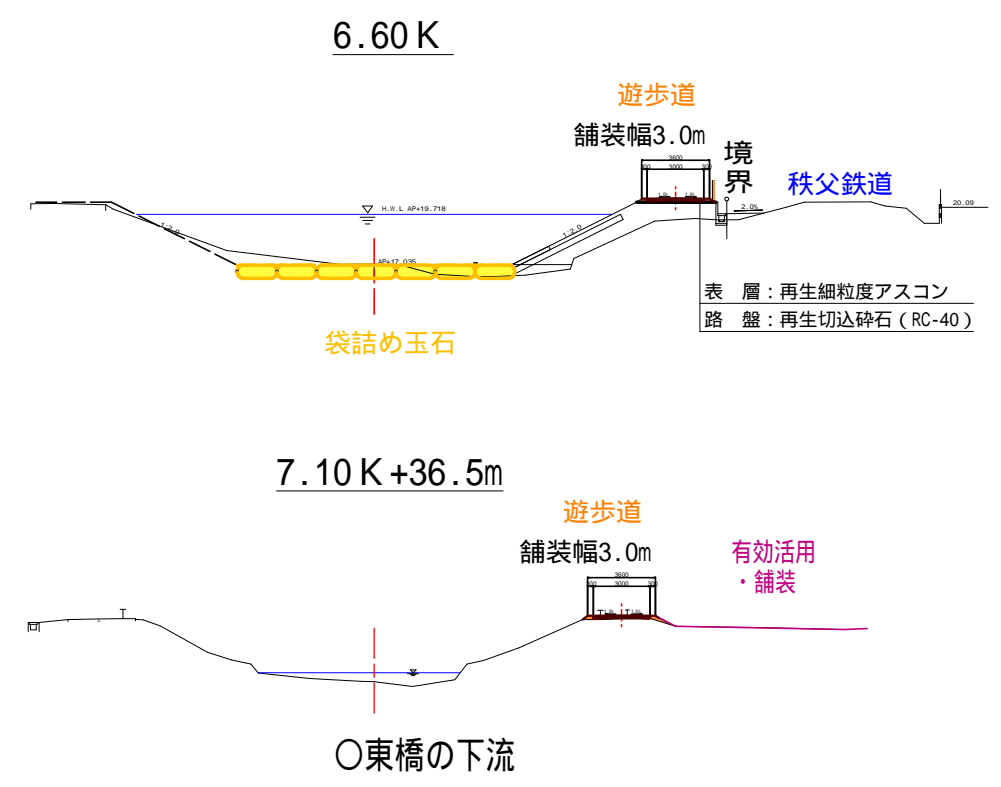 6.60K
遊歩道
舗装幅3.0m
境界
秩父鉄道
3600
300 3000 300
H.W.L AP+19.718
2.0%
20.09
1:2.0
1:2.0
AP+17.035
表 層:再生細粒度アスコン
路 盤:再生切込砕石(RC-40)
袋詰め玉石
7.10K+36.5m
遊歩道
舗装幅3.0m
有効活用
・舗装
3600
300 3000 300
〇東橋の下流